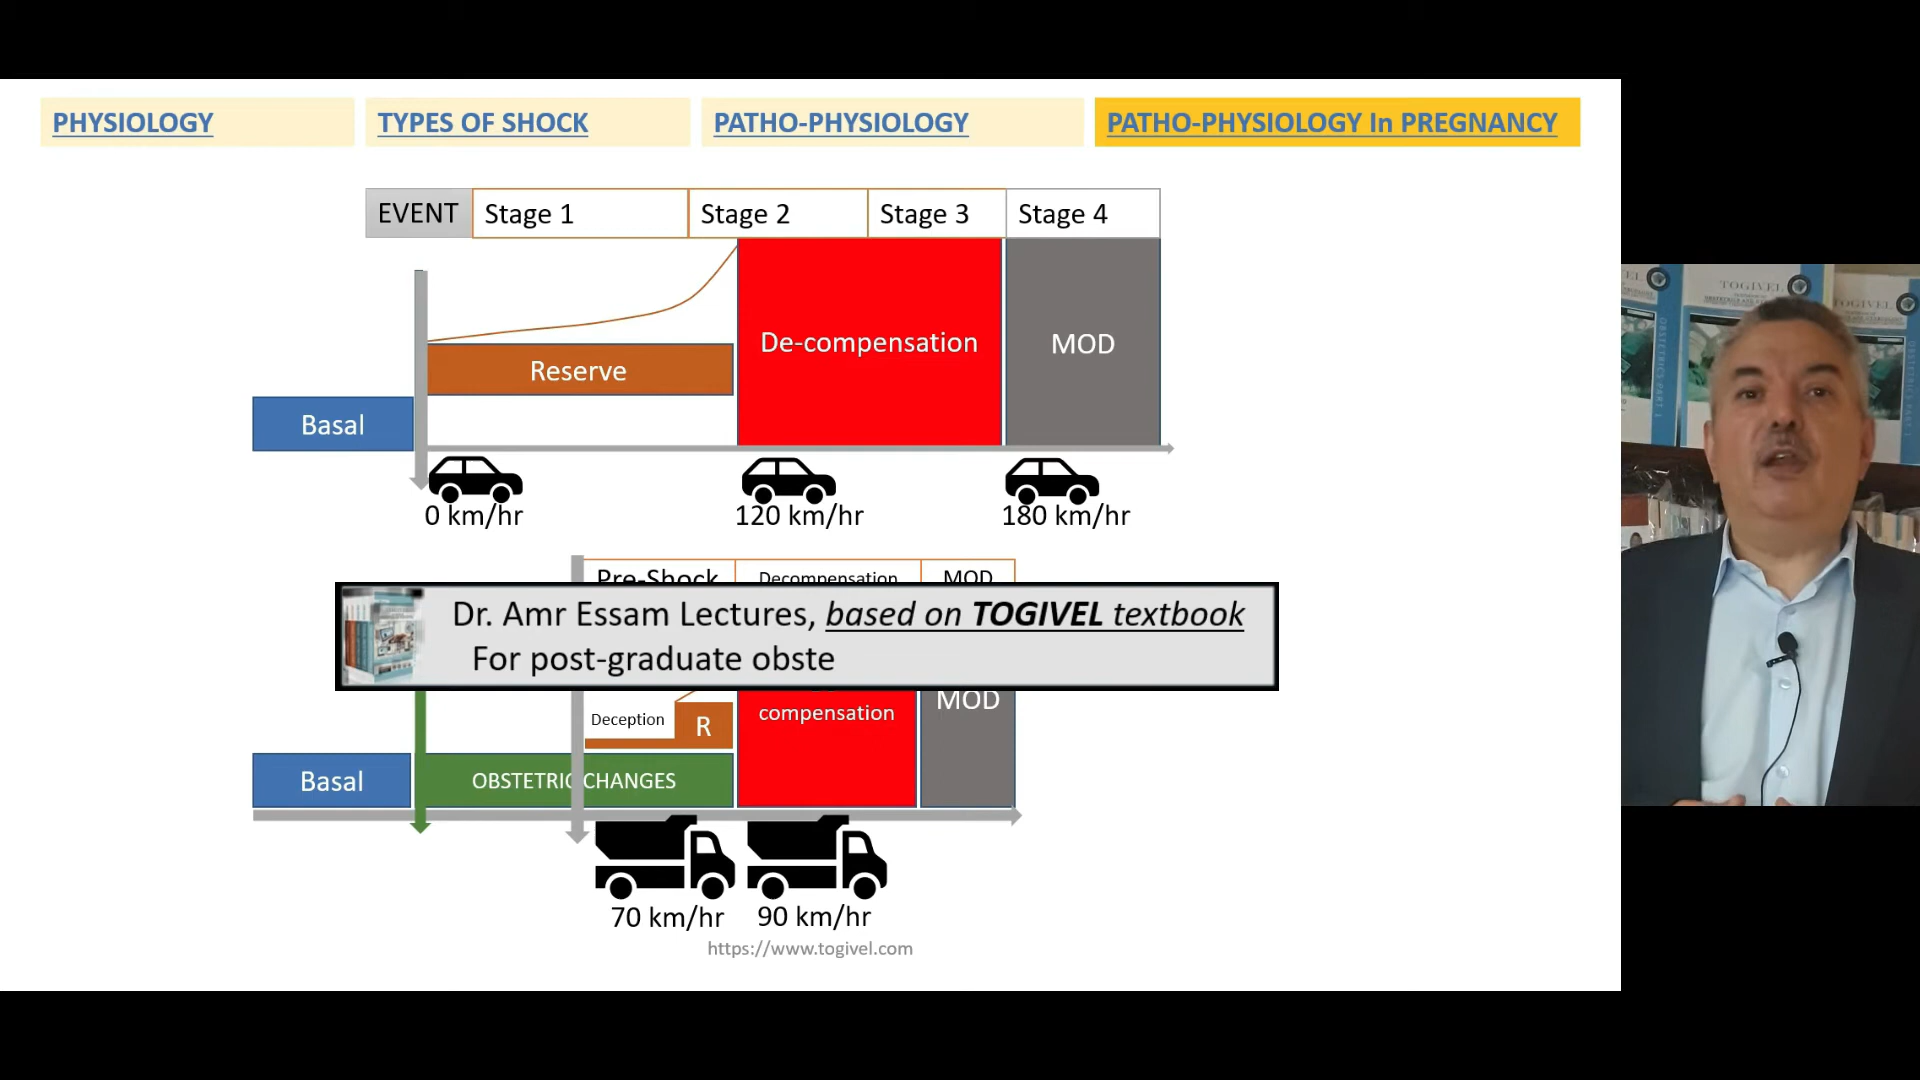 PHYSIOLOGY
TYPES OF SHOCK
PATHO-PHYSIOLOGY
PATHO-PHYSIOLOGY In PREGNANCY
EVENT
Stage 1
Stage 2
Stage 3
Stage 4
De-compensation
MOD
Reserve
Basal
0 km/hr
120 km/hr
180 km/hr
Pre-Shock
Decompensation
MOD
Dr. Amr Essam Lectures, based on TOGIVEL textbook
For post-graduate obste
MOD
Deception
R
compensation
Basal
OBSTETRIC CHANGES
70 km/hr
90 km/hr
https://www.togivel.com
TOGIVEL
TOGIVEL